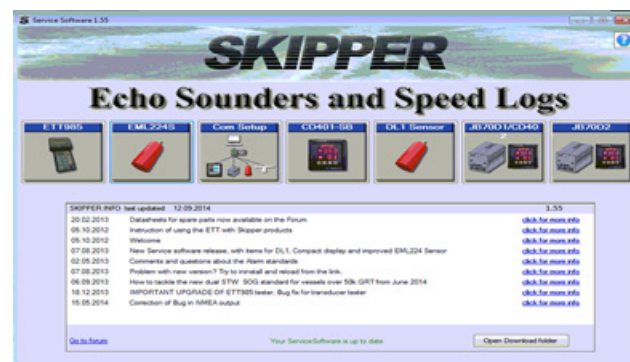 Service Software 1.55
SKIPPER
Echo Sounders and Speed Logs
ETT985 EML224S Com Setup CD401-SB DL1 Sensor JB70D1/CD40 JB70D2
SKIPPER INFO last updated 12.09.2014 1.55
20.02.2013 Datasheets for spare parts now available on the Forum click for more info
05.10.2012 Instruction of using the ETT with Skipper products click for more info
05.10.2012 Welcome click for more info
07.08.2013 New Service software release, with items for DL1, Compact display and improved EML224 Sensor click for more info
02.05.2013 Comments and questions about the Alarm standards click for more info
07.08.2013 Problem with new version? Try to ininstall and reload from the link. click for more info
06.09.2013 How to tackle the new dual STW SOG standard for vessels over 50k GRT from June 2014 click for more info
18.12.2013 IMPORTANT UPGRADE OF ETT985 tester, Bug fix for transducer tester click for more info
15.05.2014 Correction of Bug in NMEA output click for more info
Go to forum Your ServiceSoftware is up to date Open Download folder